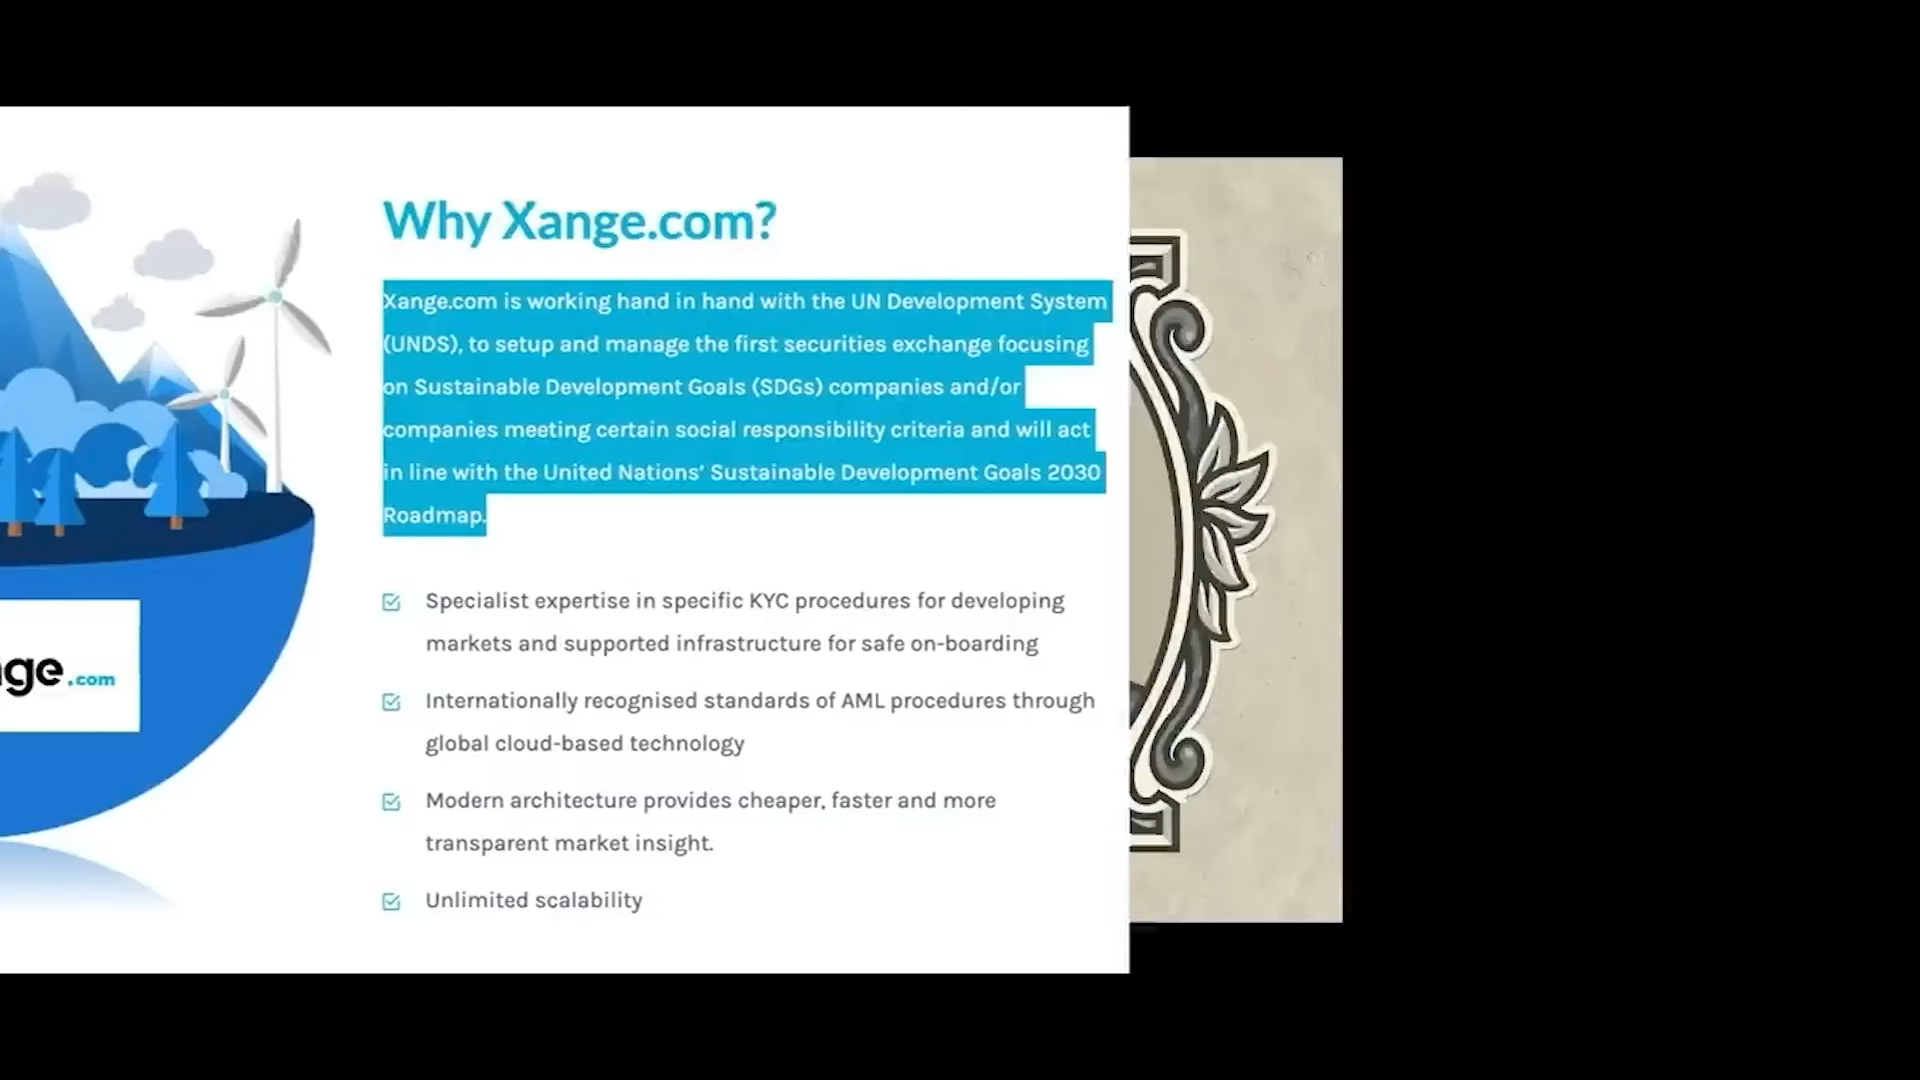 Why Xange.com?
Xange.com is working hand in hand with the UN Development System
(UNDS), to setup and manage the first securities exchange focusing
on Sustainable Development Goals (SDGs) companies and/or
companies meeting certain social responsibility criteria and will act
in line with the United Nations’ Sustainable Development Goals 2030
Roadmap.
Specialist expertise in specific KYC procedures for developing
markets and supported infrastructure for safe on-boarding
nge.com
Internationally recognised standards of AML procedures through
global cloud-based technology
Modern architecture provides cheaper, faster and more
transparent market insight.
Unlimited scalability